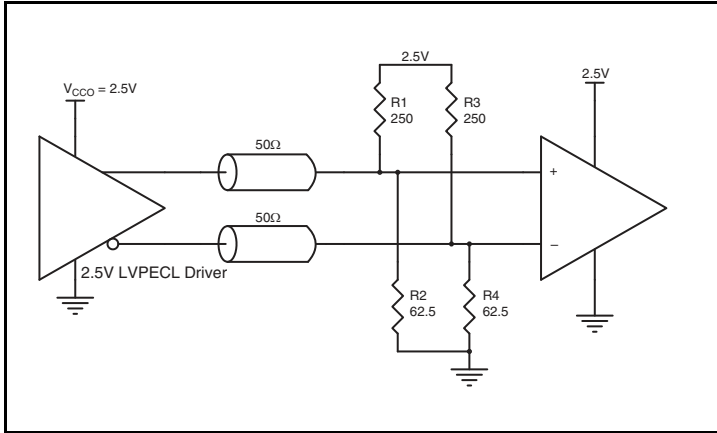 2.5V
2.5V
V_CCO = 2.5V
R1
250
R3
250
50Ω
+
50Ω
–
2.5V LVPECL Driver
R2
62.5
R4
62.5